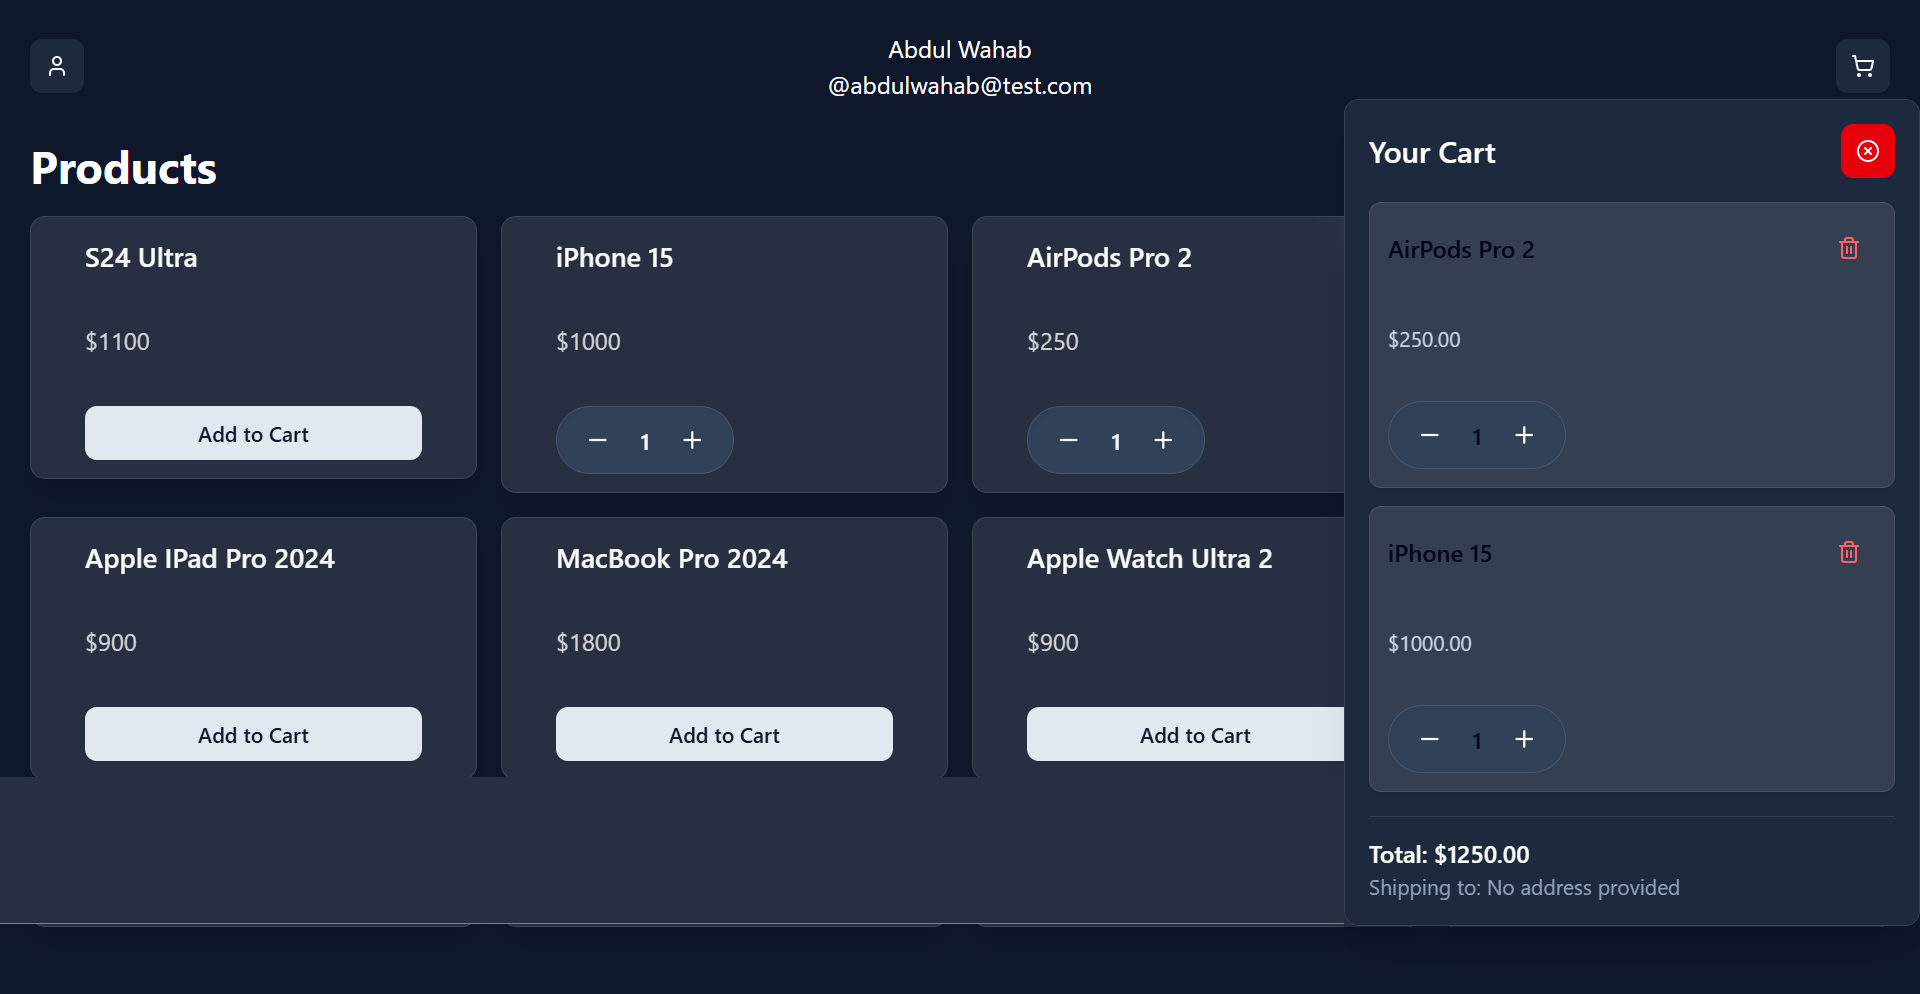 Abdul Wahab
@abdulwahab@test.com
Products
S24 Ultra
$1100
Add to Cart
iPhone 15
$1000
1
AirPods Pro 2
$250
1
Apple IPad Pro 2024
$900
Add to Cart
MacBook Pro 2024
$1800
Add to Cart
Apple Watch Ultra 2
$900
Add to Cart
Your Cart
AirPods Pro 2
$250.00
1
iPhone 15
$1000.00
1
Total: $1250.00
Shipping to: No address provided